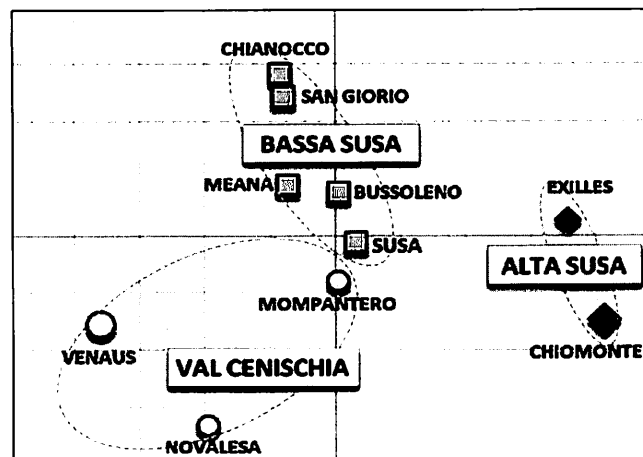 CHIANOCCO
SAN GIORIO
BASSA SUSA
MEANA
BUSSOLENO
EXILLES
SUSA
ALTA SUSA
MOMPANTERO
VENAUS
CHIOMONTE
VAL CENISCHIA
NOVALESA